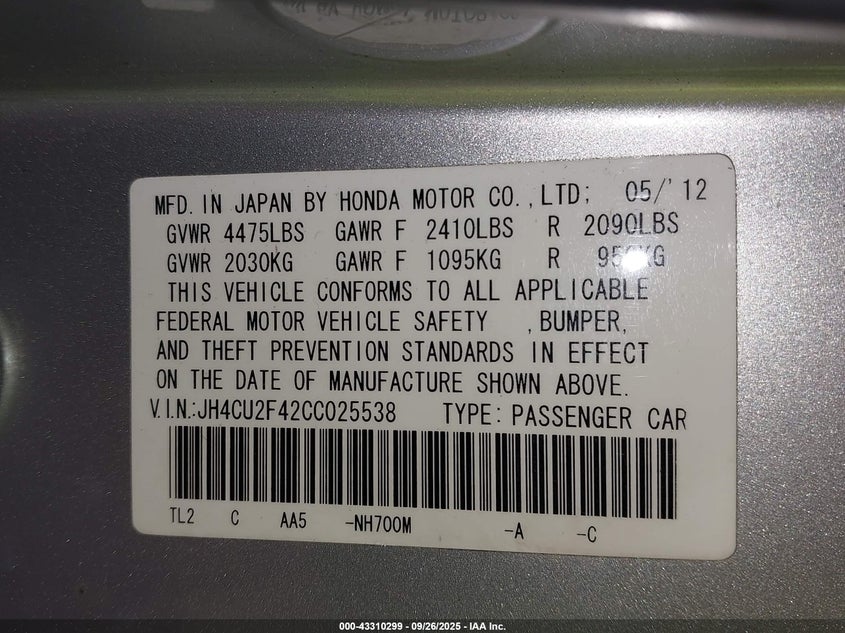 MFD. IN JAPAN BY HONDA MOTOR CO., LTD; 05/'12
GVWR 4475LBS GAWR F 2410LBS R 2090LBS
GVWR 2030KG GAWR F 1095KG R
THIS VEHICLE CONFORMS TO ALL APPLICABLE
FEDERAL MOTOR VEHICLE SAFETY , BUMPER,
AND THEFT PREVENTION STANDARDS IN EFFECT
ON THE DATE OF MANUFACTURE SHOWN ABOVE.
V.I.N.:JH4CU2F42CC025538 TYPE: PASSENGER CAR
TL2 C AA5 -NH700M -A -C
000-43310299 - 09/26/2025 - IAA Inc.